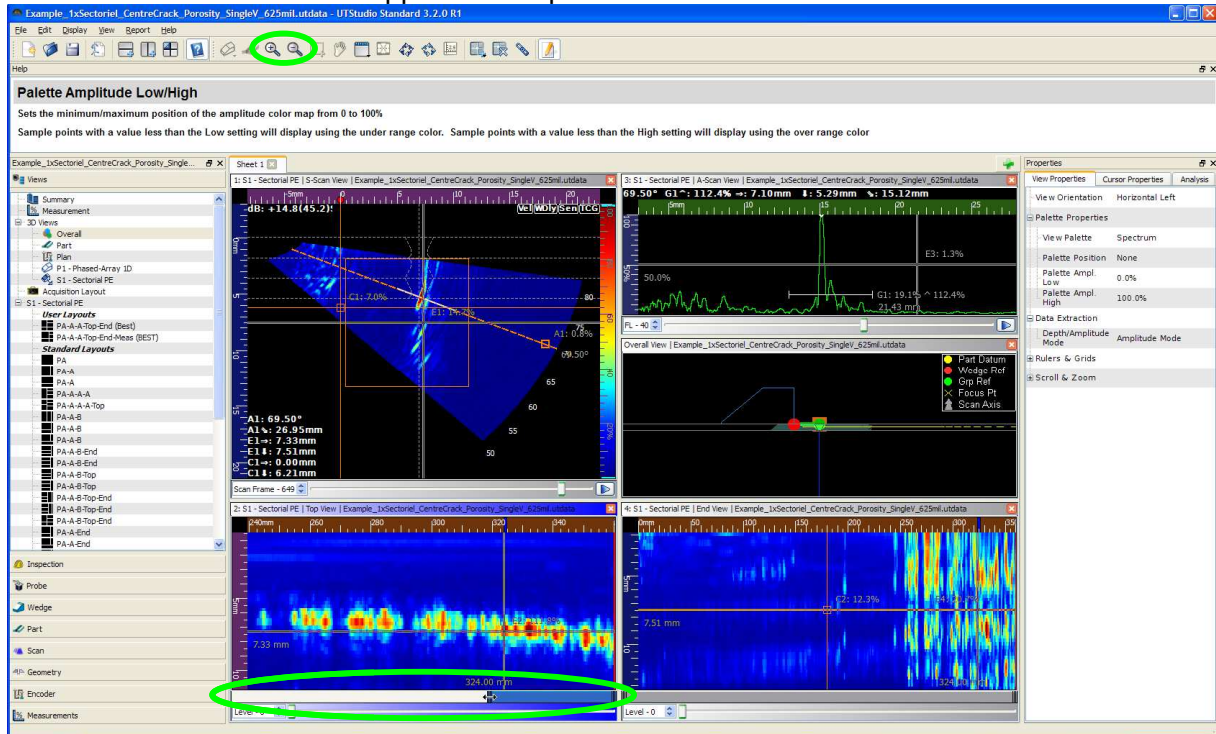 Example_1xSectoriel_CentreCrack_Porosity_SingleV_625mil.utdata - UTStudio Standard 3.2.0 R1
File Edit Display View Report Help
Help
Palette Amplitude Low/High
Sets the minimum/maximum position of the amplitude color map from 0 to 100%
Sample points with a value less than the Low setting will display using the under range color. Sample points with a value less than the High setting will display using the over range color
Example_1xSectoriel_CentreCrack_Porosity_Single...
Views
Summary
Measurement
3D Views
Overall
Part
Plan
P1 - Phased-Array 1D
S1 - Sectorial PE
Acquisition Layout
S1 - Sectorial PE
User Layouts
PA-A-A-Top-End (Best)
PA-A-A-Top-End-Meas (BEST)
Standard Layouts
PA
PA-A
PA-A
PA-A-A-A
PA-A-A-A-Top
PA-A-B
PA-A-B
PA-A-B
PA-A-B-End
PA-A-B-End
PA-A-B-Top
PA-A-B-Top
PA-A-B-Top-End
PA-A-B-Top-End
PA-A-B-Top-End
PA-A-End
PA-A-End
Inspection
Probe
Wedge
Part
Scan
Geometry
Encoder
Measurements
Sheet 1
1: S1 - Sectorial PE | S-Scan View | Example_1xSectoriel_CentreCrack_Porosity_625mil.utdata
-5mm 0 5 10 15 20
dB: +14.8(45.2)
Vel WDly Sen TCG
C1: 7.0%
E1: 14.7%
A1: 0.8%
69.50°
80
75
65
60
55
50
A1: 69.50°
A1↘: 26.95mm
E1→: 7.33mm
E1⬇: 7.51mm
C1→: 0.00mm
C1⬇: 6.21mm
Scan Frame - 649
2: S1 - Sectorial PE | Top View | Example_1xSectoriel_CentreCrack_Porosity_SingleV_625mil.utdata
240mm 260 280 300 320 340
7.33 mm
324.00 mm
Level - 0
3: S1 - Sectorial PE | A-Scan View | Example_1xSectoriel_CentreCrack_Porosity_SingleV_625mil.utdata
69.50° G1^: 112.4% →: 7.10mm ⬇: 5.29mm ↘: 15.12mm
5mm 10 15 20 25
E3: 1.3%
50.0%
G1: 19.1% ^ 112.4%
21.43 mm
FL - 40
Overall View | Example_1xSectoriel_CentreCrack_Porosity_SingleV_625mil.utdata
Part Datum
Wedge Ref
Grp Ref
Focus Pt
Scan Axis
4: S1 - Sectorial PE | End View | Example_1xSectoriel_CentreCrack_Porosity_SingleV_625mil.utdata
0mm 50 100 150 200 250 300 35
C2: 12.3%
7.51 mm
324.00 mm
Level - 0
Properties
View Properties Cursor Properties Analysis
View Orientation Horizontal Left
Palette Properties
View Palette Spectrum
Palette Position None
Palette Ampl. Low 0.0%
Palette Ampl. High 100.0%
Data Extraction
Depth/Amplitude Mode Amplitude Mode
Rulers & Grids
Scroll & Zoom